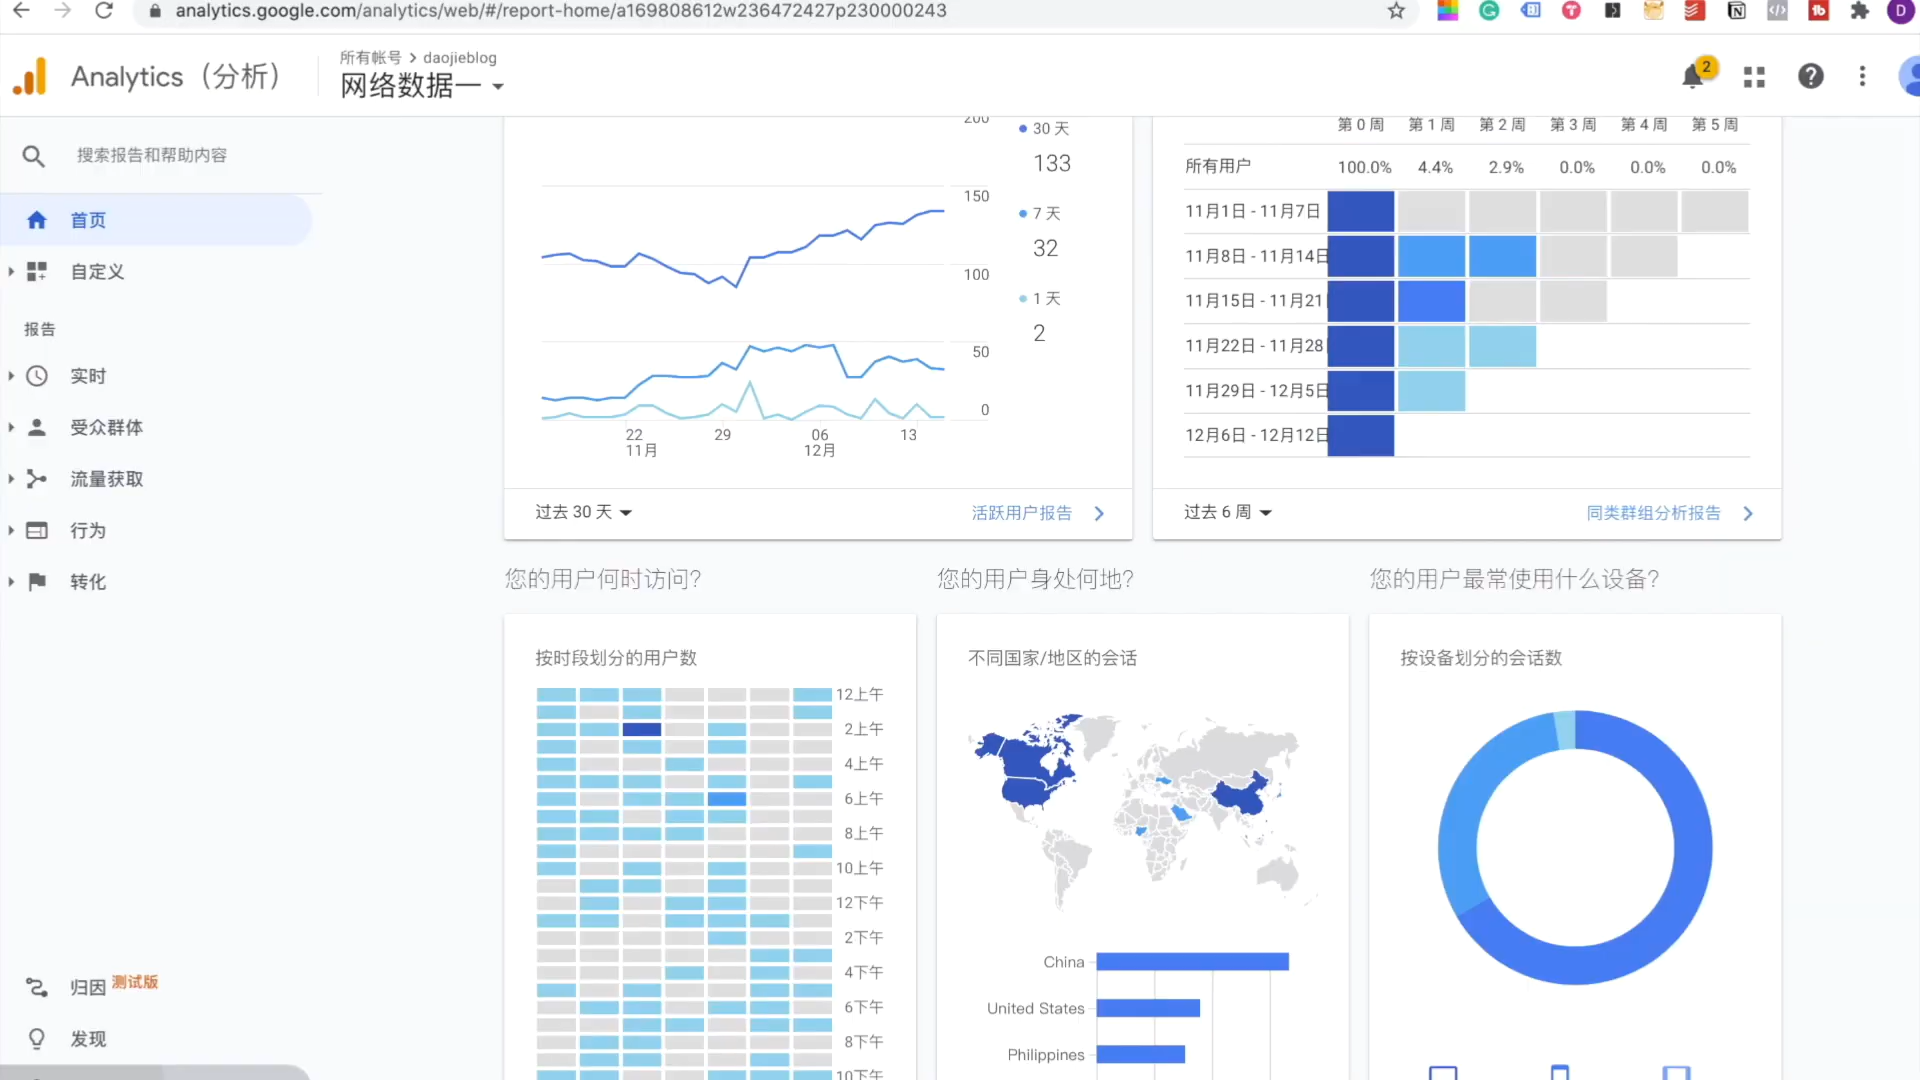 analytics.google.com/analytics/web/#/report-home/a169808612w236472427p230000243
D
Analytics（分析）
所有帐号 > daojieblog
网络数据一
2
搜索报告和帮助内容
首页
自定义
报告
实时
受众群体
流量获取
行为
转化
归因 测试版
发现
200
150
100
50
0
22
11月
29
06
12月
13
30 天
133
7 天
32
1 天
2
过去 30 天
活跃用户报告
第 0 周 第 1 周 第 2 周 第 3 周 第 4 周 第 5 周
所有用户 100.0% 4.4% 2.9% 0.0% 0.0% 0.0%
11月1日 - 11月7日
11月8日 - 11月14日
11月15日 - 11月21
11月22日 - 11月28
11月29日 - 12月5日
12月6日 - 12月12日
过去 6 周
同类群组分析报告
您的用户何时访问?
按时段划分的用户数
12上午
2上午
4上午
6上午
8上午
10上午
12下午
2下午
4下午
6下午
8下午
10下午
您的用户身处何地?
不同国家/地区的会话
China
United States
Philippines
您的用户最常使用什么设备?
按设备划分的会话数